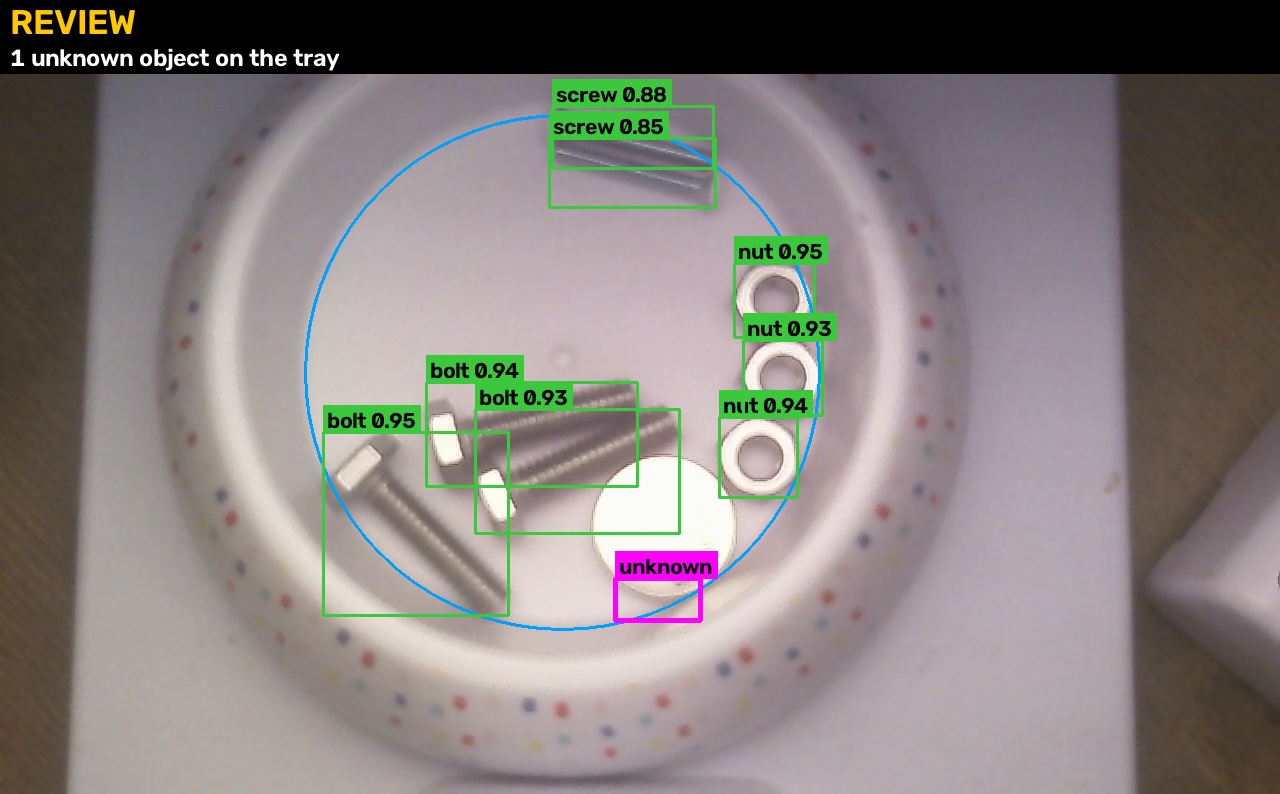 REVIEW
1 unknown object on the tray
screw 0.88
screw 0.85
nut 0.95
nut 0.93
bolt 0.94
bolt 0.93
nut 0.94
bolt 0.95
unknown